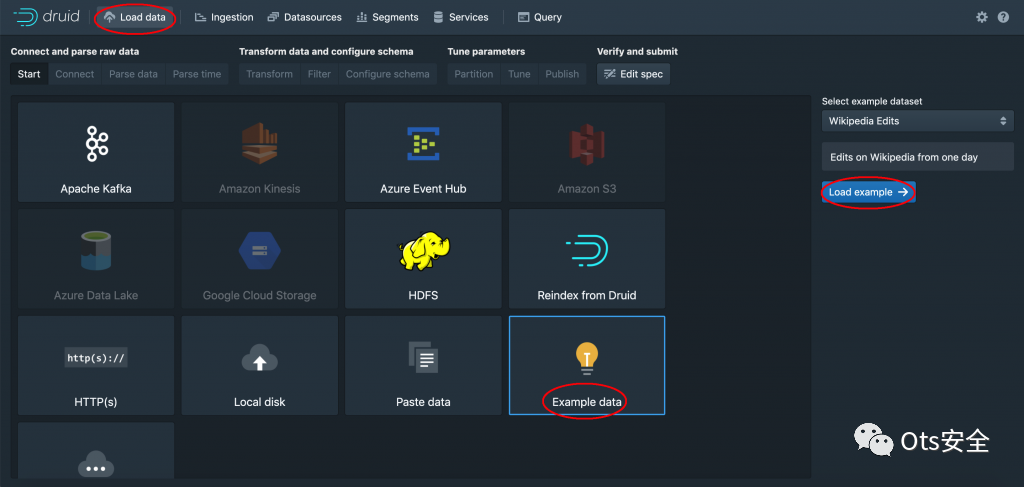 druid Load data Ingestion Datasources Segments Services Query
Connect and parse raw data Transform data and configure schema Tune parameters Verify and submit
Start Connect Parse data Parse time Transform Filter Configure schema Partition Tune Publish Edit spec
Select example dataset
Wikipedia Edits
Edits on Wikipedia from one day
Load example
Apache Kafka Amazon Kinesis Azure Event Hub Amazon S3
Azure Data Lake Google Cloud Storage HDFS Reindex from Druid
http(s)://
HTTP(s) Local disk Paste data Example data
Ots安全